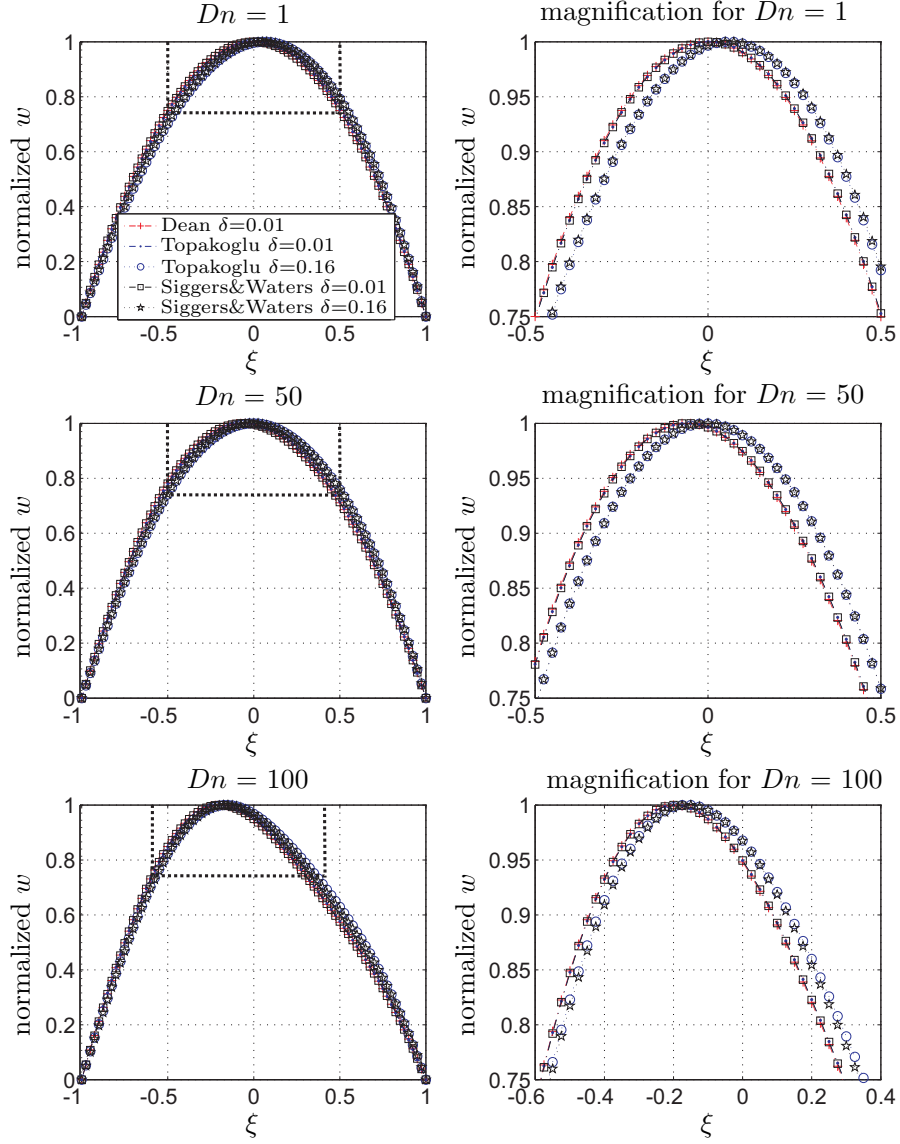 Dn = 1
magnification for Dn = 1
normalized w
1
0.8
0.6
0.4
0.2
0
-1
-0.5
0
0.5
1
ξ
Dean δ=0.01
Topakoglu δ=0.01
Topakoglu δ=0.16
Siggers&Waters δ=0.01
Siggers&Waters δ=0.16
normalized w
1
0.95
0.9
0.85
0.8
0.75
-0.5
0
0.5
ξ
Dn = 50
magnification for Dn = 50
normalized w
1
0.8
0.6
0.4
0.2
0
-1
-0.5
0
0.5
1
ξ
normalized w
1
0.95
0.9
0.85
0.8
0.75
-0.5
0
0.5
ξ
Dn = 100
magnification for Dn = 100
normalized w
1
0.8
0.6
0.4
0.2
0
-1
-0.5
0
0.5
1
ξ
normalized w
1
0.95
0.9
0.85
0.8
0.75
-0.6
-0.4
-0.2
0
0.2
0.4
ξ